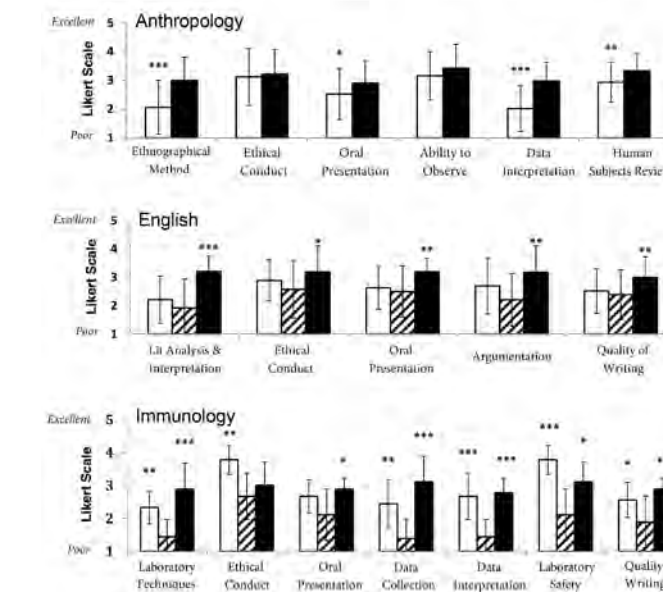 Anthropology
Excellent 5
4
3
2
Poor 1
Likert Scale
***
*
***
**
Ethnographical Ethical Oral Ability to Data Human
Method Conduct Presentation Observe Interpretation Subjects Revie
English
Excellent 5
4
3
2
Poor 1
Likert Scale
***
*
**
**
**
Lit Analysis & Ethical Oral Argumentation Quality of
Interpretation Conduct Presentation Writing
Immunology
Excellent 5
4
3
2
Poor 1
Likert Scale
** ***
**
*
** ***
*** ***
*** *
*
Laboratory Ethical Oral Data Data Laboratory Quality
Techniques Conduct Presentation Collection Interpretation Safety Writing